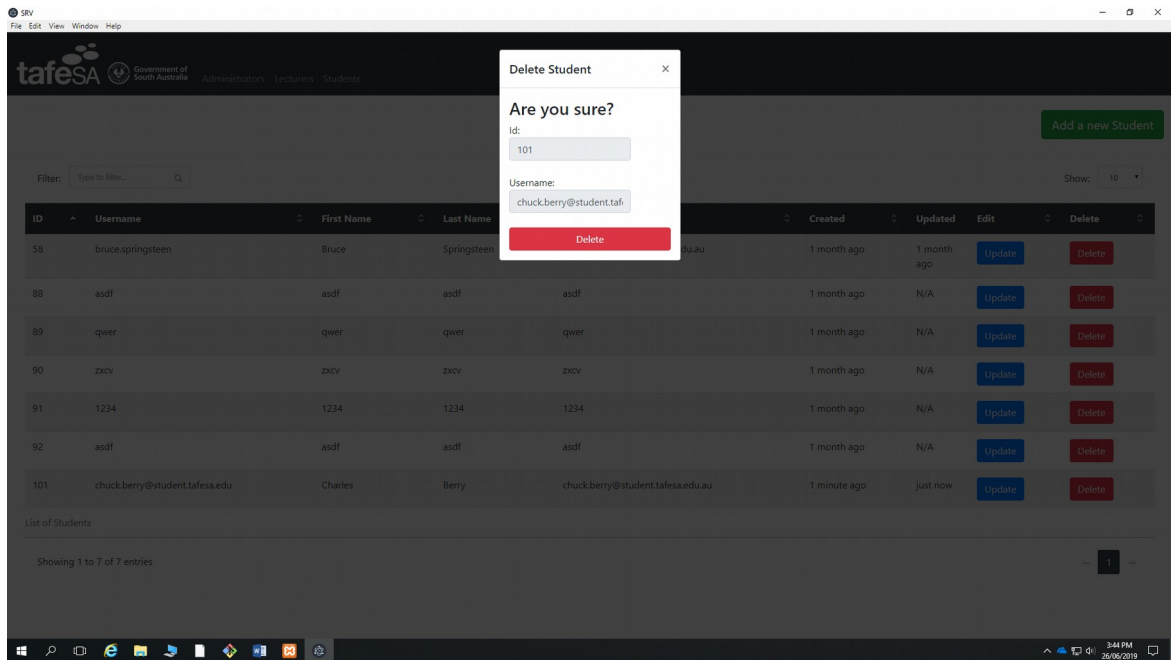 SRV
File Edit View Window Help
tafeSA Government of South Australia Administrators Lecturers Students
Delete Student ×
Are you sure?
Id:
101
Username:
chuck.berry@student.taf
Delete
Add a new Student
Filter: Type to filter... Show: 10
ID Username First Name Last Name Created Updated Edit Delete
58 bruce.springsteen Bruce Springsteen du.au 1 month ago 1 month ago Update Delete
88 asdf asdf asdf asdf 1 month ago N/A Update Delete
89 qwer qwer qwer qwer 1 month ago N/A Update Delete
90 zxcv zxcv zxcv zxcv 1 month ago N/A Update Delete
91 1234 1234 1234 1234 1 month ago N/A Update Delete
92 asdf asdf asdf asdf 1 month ago N/A Update Delete
101 chuck.berry@student.tafesa.edu Charles Berry chuck.berry@student.tafesa.edu.au 1 minute ago just now Update Delete
List of Students
Showing 1 to 7 of 7 entries ← 1 →
3:44 PM
26/06/2019